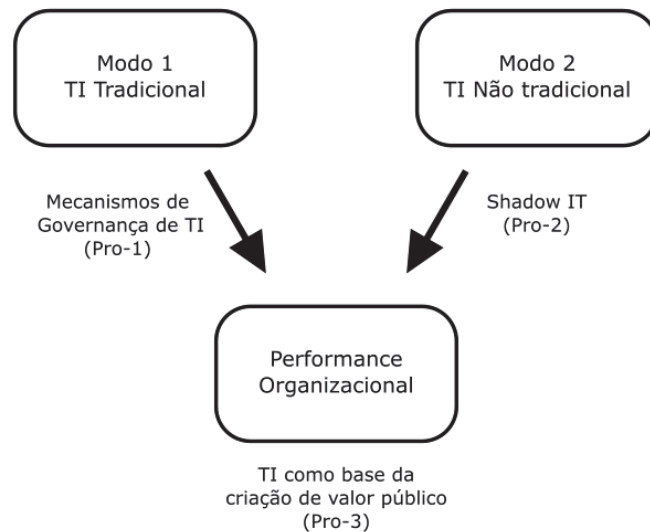 Modo 1
TI Tradicional
Modo 2
TI Não tradicional
Mecanismos de
Governança de TI
(Pro-1)
Shadow IT
(Pro-2)
Performance
Organizacional
TI como base da
criação de valor público
(Pro-3)